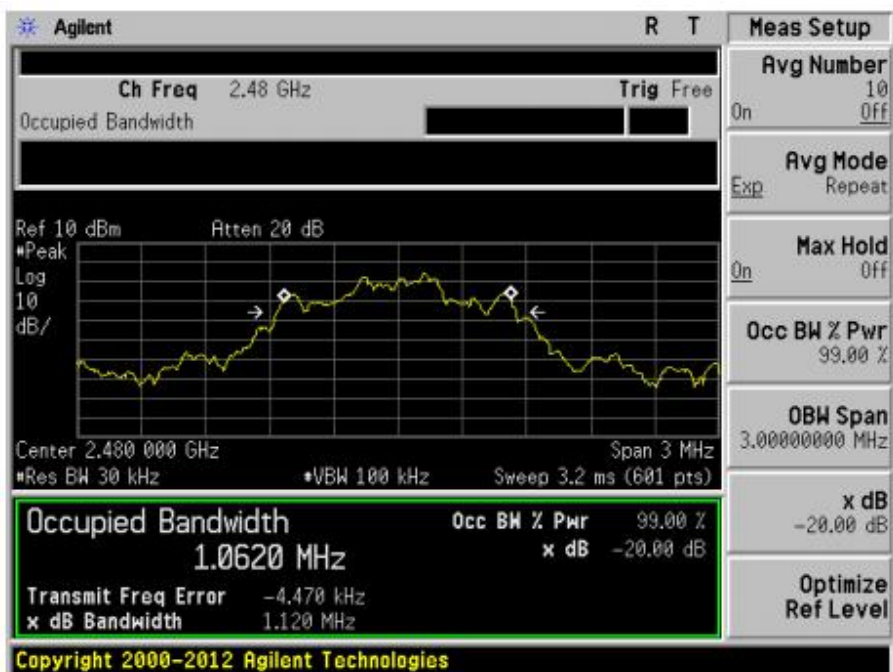 Agilent R T
Ch Freq 2.48 GHz Trig Free
Occupied Bandwidth
Ref 10 dBm Atten 20 dB
#Peak
Log
10
dB/
Center 2.480 000 GHz Span 3 MHz
#Res BW 30 kHz #VBW 100 kHz Sweep 3.2 ms (601 pts)
Occupied Bandwidth Occ BW % Pwr 99.00 %
1.0620 MHz x dB -20.00 dB
Transmit Freq Error -4.470 kHz
x dB Bandwidth 1.120 MHz
Copyright 2000-2012 Agilent Technologies
Meas Setup
Avg Number
10
On Off
Avg Mode
Exp Repeat
Max Hold
On Off
Occ BW % Pwr
99.00 %
OBW Span
3.00000000 MHz
x dB
-20.00 dB
Optimize
Ref Level